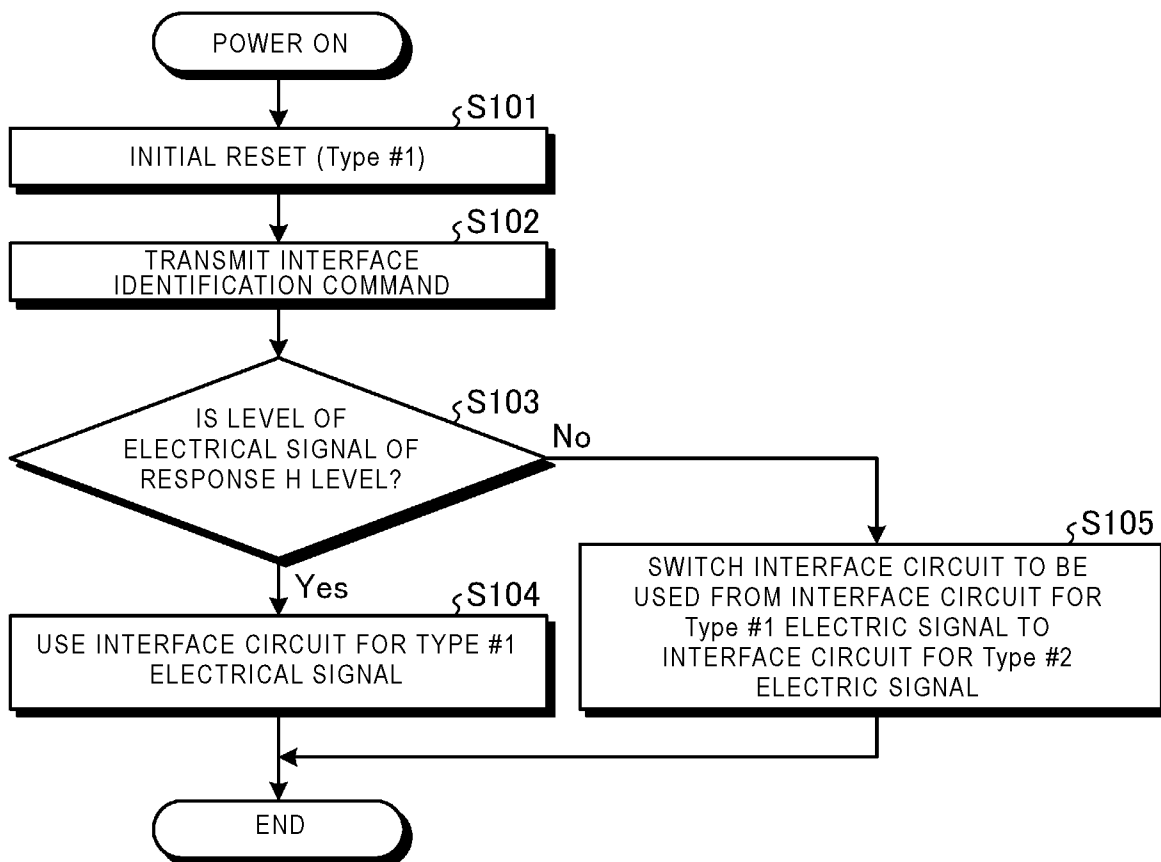 POWER ON
S101
INITIAL RESET (Type #1)
S102
TRANSMIT INTERFACE
IDENTIFICATION COMMAND
S103
IS LEVEL OF
ELECTRICAL SIGNAL OF
RESPONSE H LEVEL?
No
Yes
S104
USE INTERFACE CIRCUIT FOR TYPE #1
ELECTRICAL SIGNAL
S105
SWITCH INTERFACE CIRCUIT TO BE
USED FROM INTERFACE CIRCUIT FOR
Type #1 ELECTRIC SIGNAL TO
INTERFACE CIRCUIT FOR Type #2
ELECTRIC SIGNAL
END